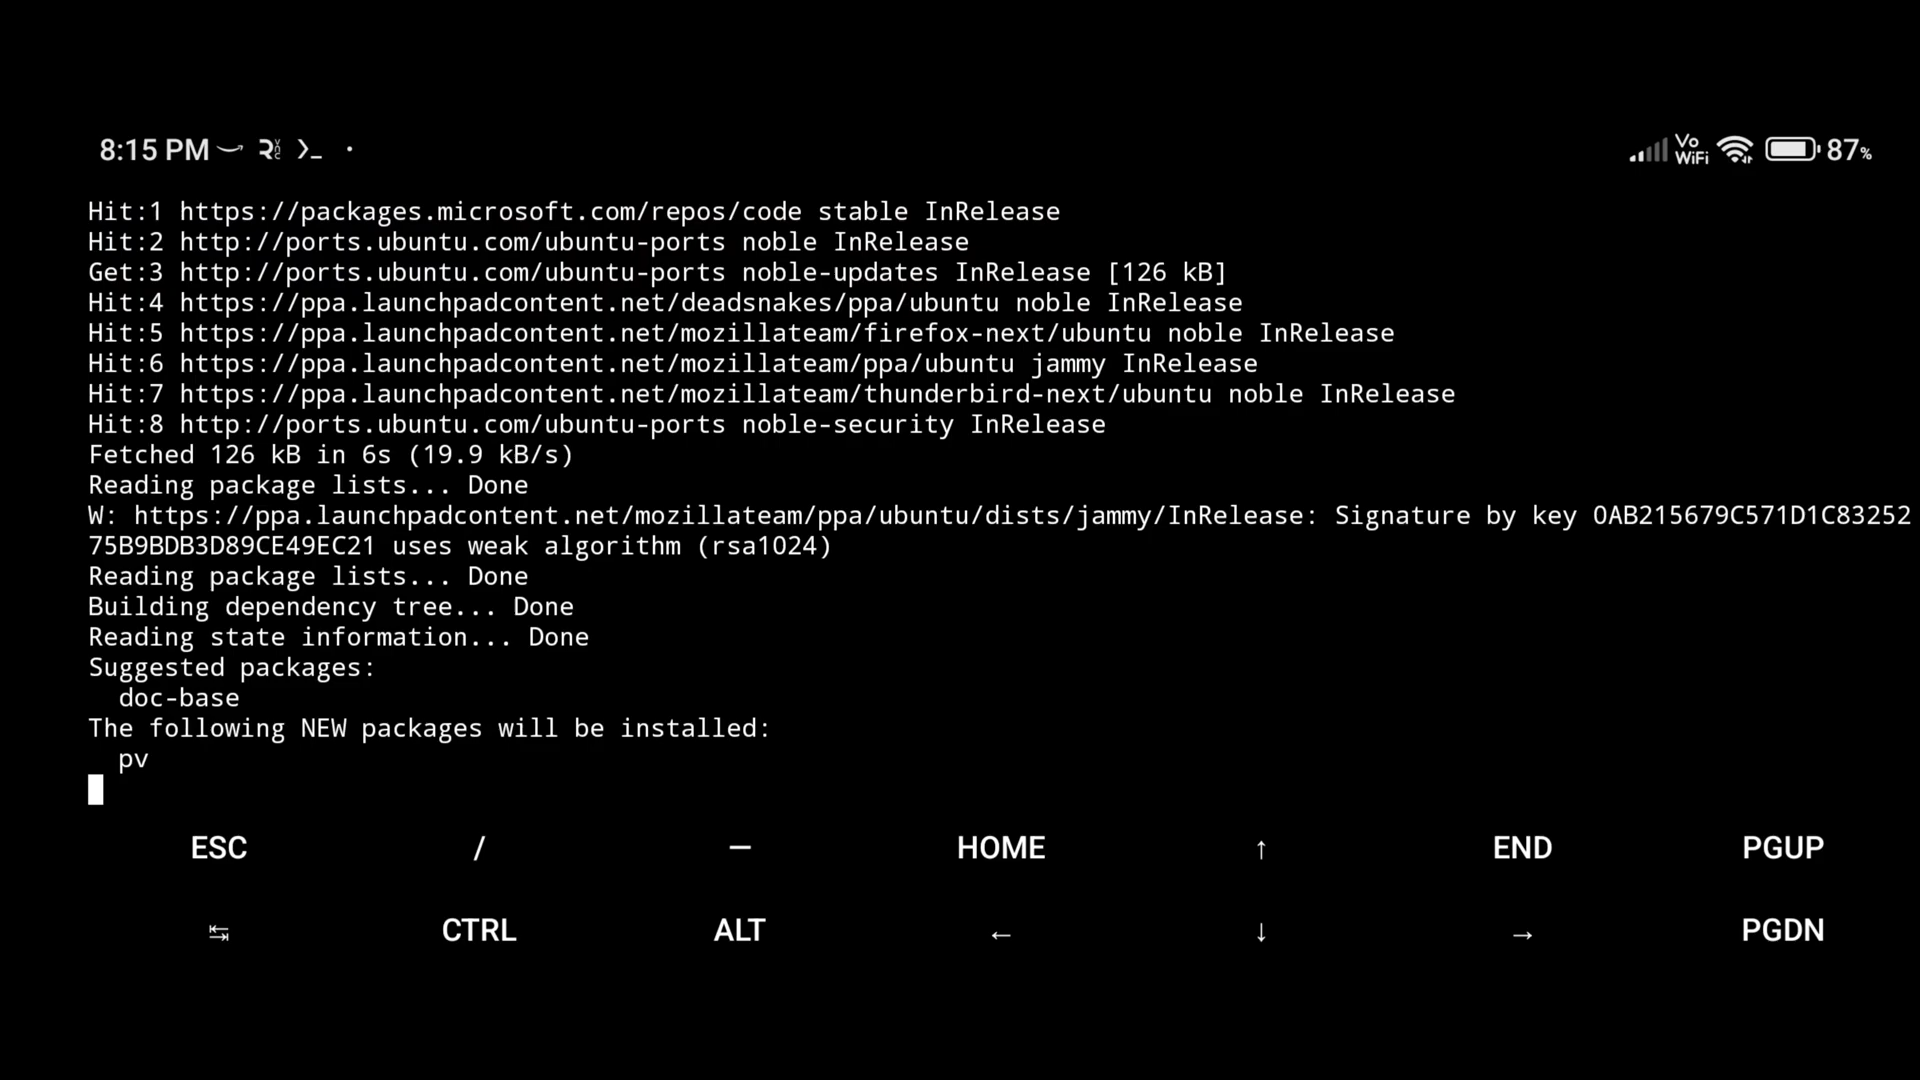 8:15 PM
Vo WiFi 87%
Hit:1 https://packages.microsoft.com/repos/code stable InRelease
Hit:2 http://ports.ubuntu.com/ubuntu-ports noble InRelease
Get:3 http://ports.ubuntu.com/ubuntu-ports noble-updates InRelease [126 kB]
Hit:4 https://ppa.launchpadcontent.net/deadsnakes/ppa/ubuntu noble InRelease
Hit:5 https://ppa.launchpadcontent.net/mozillateam/firefox-next/ubuntu noble InRelease
Hit:6 https://ppa.launchpadcontent.net/mozillateam/ppa/ubuntu jammy InRelease
Hit:7 https://ppa.launchpadcontent.net/mozillateam/thunderbird-next/ubuntu noble InRelease
Hit:8 http://ports.ubuntu.com/ubuntu-ports noble-security InRelease
Fetched 126 kB in 6s (19.9 kB/s)
Reading package lists... Done
W: https://ppa.launchpadcontent.net/mozillateam/ppa/ubuntu/dists/jammy/InRelease: Signature by key 0AB215679C571D1C83252
75B9BDB3D89CE49EC21 uses weak algorithm (rsa1024)
Reading package lists... Done
Building dependency tree... Done
Reading state information... Done
Suggested packages:
  doc-base
The following NEW packages will be installed:
  pv
ESC / — HOME ↑ END PGUP
↹ CTRL ALT ← ↓ → PGDN